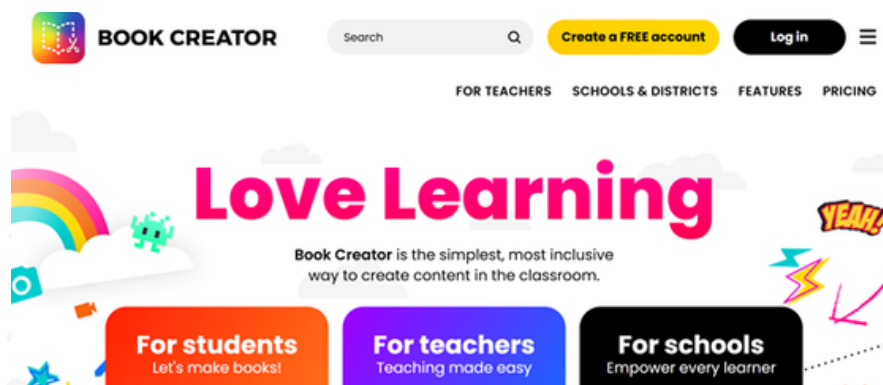 BOOK CREATOR
Search
Create a FREE account
Log in
FOR TEACHERS SCHOOLS & DISTRICTS FEATURES PRICING
Love Learning
YEAH!
Book Creator is the simplest, most inclusive
way to create content in the classroom.
For students
Let's make books!
For teachers
Teaching made easy
For schools
Empower every learner